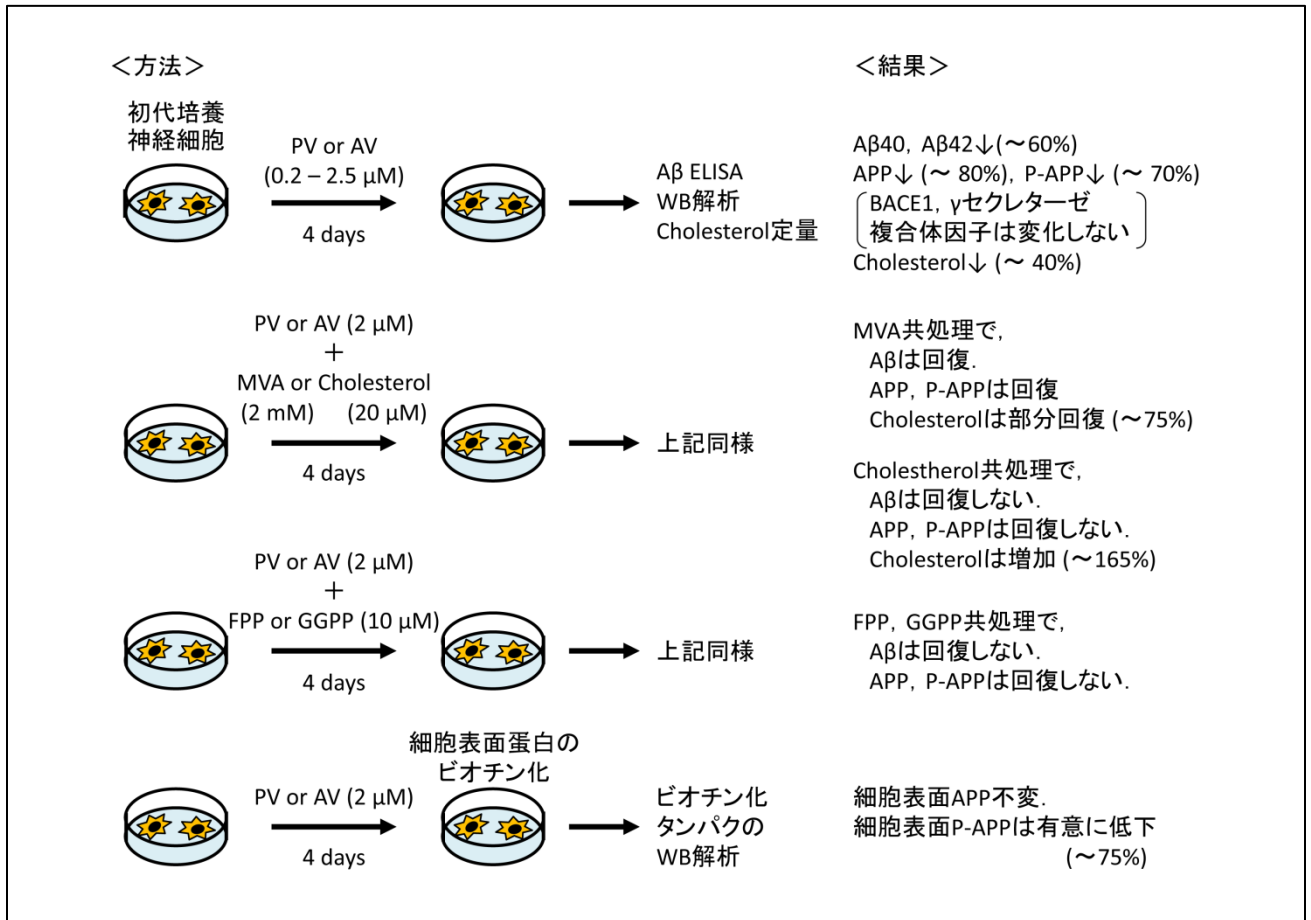 ＜方法＞
＜結果＞
初代培養
神経細胞
PV or AV
(0.2 – 2.5 μM)
4 days
Aβ ELISA
WB解析
Cholesterol定量
Aβ40, Aβ42↓(～60%)
APP↓ (～ 80%), P-APP↓ (～ 70%)
BACE1, γセクレターゼ
複合体因子は変化しない
Cholesterol↓ (～ 40%)
PV or AV (2 μM)
＋
MVA or Cholesterol
(2 mM) (20 μM)
4 days
上記同様
MVA共処理で,
Aβは回復.
APP, P-APPは回復
Cholesterolは部分回復 (～75%)
Cholestherol共処理で,
Aβは回復しない.
APP, P-APPは回復しない.
Cholesterolは増加 (～165%)
PV or AV (2 μM)
＋
FPP or GGPP (10 μM)
4 days
上記同様
FPP, GGPP共処理で,
Aβは回復しない.
APP, P-APPは回復しない.
PV or AV (2 μM)
4 days
細胞表面蛋白の
ビオチン化
ビオチン化
タンパクの
WB解析
細胞表面APP不変.
細胞表面P-APPは有意に低下
(～75%)